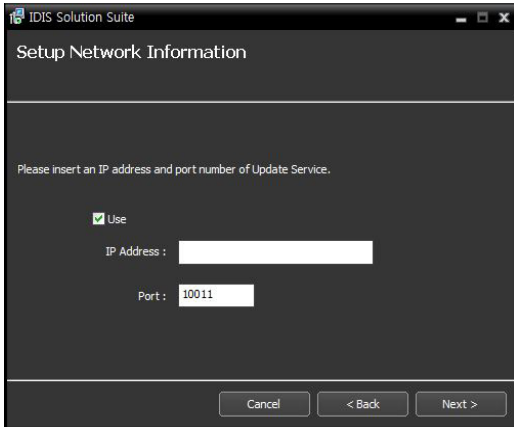 IDIS Solution Suite
Setup Network Information
Please insert an IP address and port number of Update Service.
Use
IP Address :
Port : 10011
Cancel < Back Next >